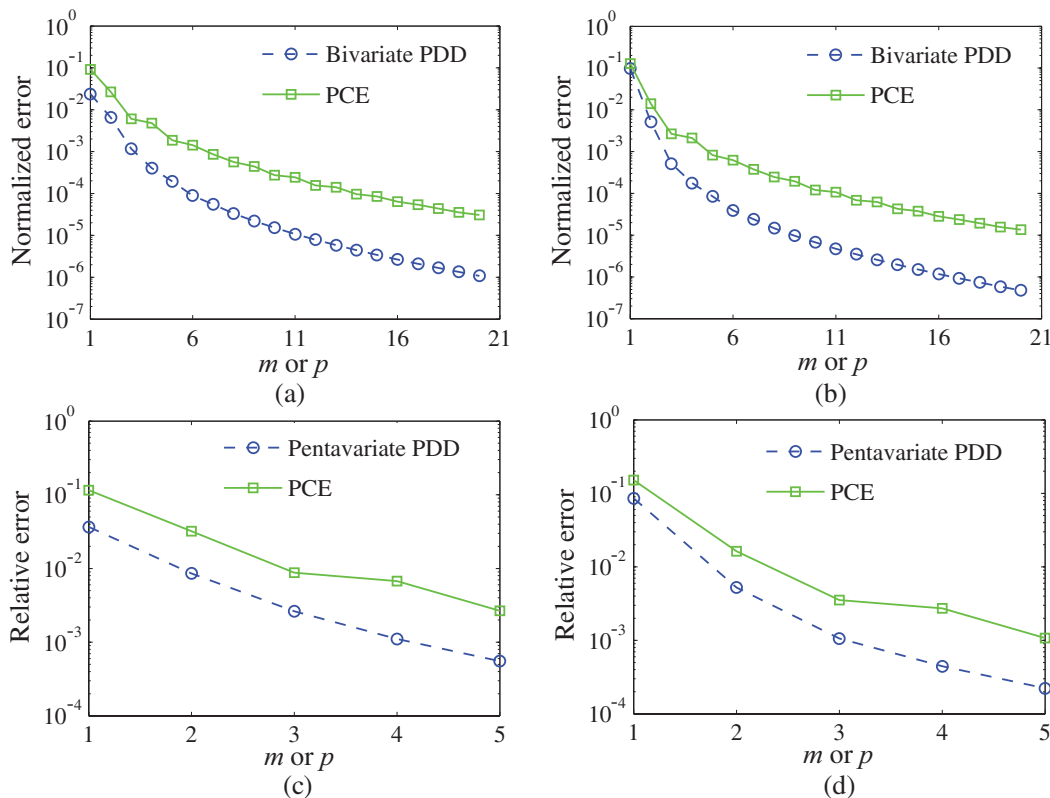 Normalized error
10^0
10^-1
10^-2
10^-3
10^-4
10^-5
10^-6
10^-7
Bivariate PDD
PCE
1 6 11 16 21
m or p
(a)
Normalized error
10^0
10^-1
10^-2
10^-3
10^-4
10^-5
10^-6
10^-7
Bivariate PDD
PCE
1 6 11 16 21
m or p
(b)
Relative error
10^0
10^-1
10^-2
10^-3
10^-4
Pentavariate PDD
PCE
1 2 3 4 5
m or p
(c)
Relative error
10^0
10^-1
10^-2
10^-3
10^-4
Pentavariate PDD
PCE
1 2 3 4 5
m or p
(d)